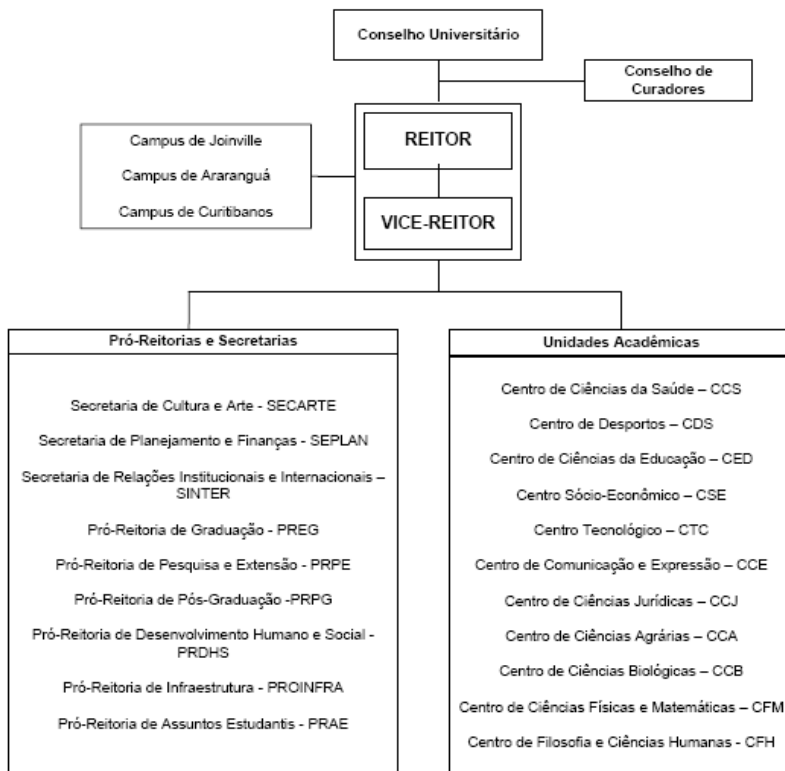 Conselho Universitário
Conselho de
Curadores
Campus de Joinville
Campus de Araranguá
Campus de Curitibanos
REITOR
VICE-REITOR
Pró-Reitorias e Secretarias
Secretaria de Cultura e Arte - SECARTE
Secretaria de Planejamento e Finanças - SEPLAN
Secretaria de Relações Institucionais e Internacionais –
SINTER
Pró-Reitoria de Graduação - PREG
Pró-Reitoria de Pesquisa e Extensão - PRPE
Pró-Reitoria de Pós-Graduação -PRPG
Pró-Reitoria de Desenvolvimento Humano e Social -
PRDHS
Pró-Reitoria de Infraestrutura - PROINFRA
Pró-Reitoria de Assuntos Estudantis - PRAE
Unidades Acadêmicas
Centro de Ciências da Saúde – CCS
Centro de Desportos – CDS
Centro de Ciências da Educação – CED
Centro Sócio-Econômico – CSE
Centro Tecnológico – CTC
Centro de Comunicação e Expressão – CCE
Centro de Ciências Jurídicas – CCJ
Centro de Ciências Agrárias – CCA
Centro de Ciências Biológicas – CCB
Centro de Ciências Físicas e Matemáticas – CFM
Centro de Filosofia e Ciências Humanas - CFH